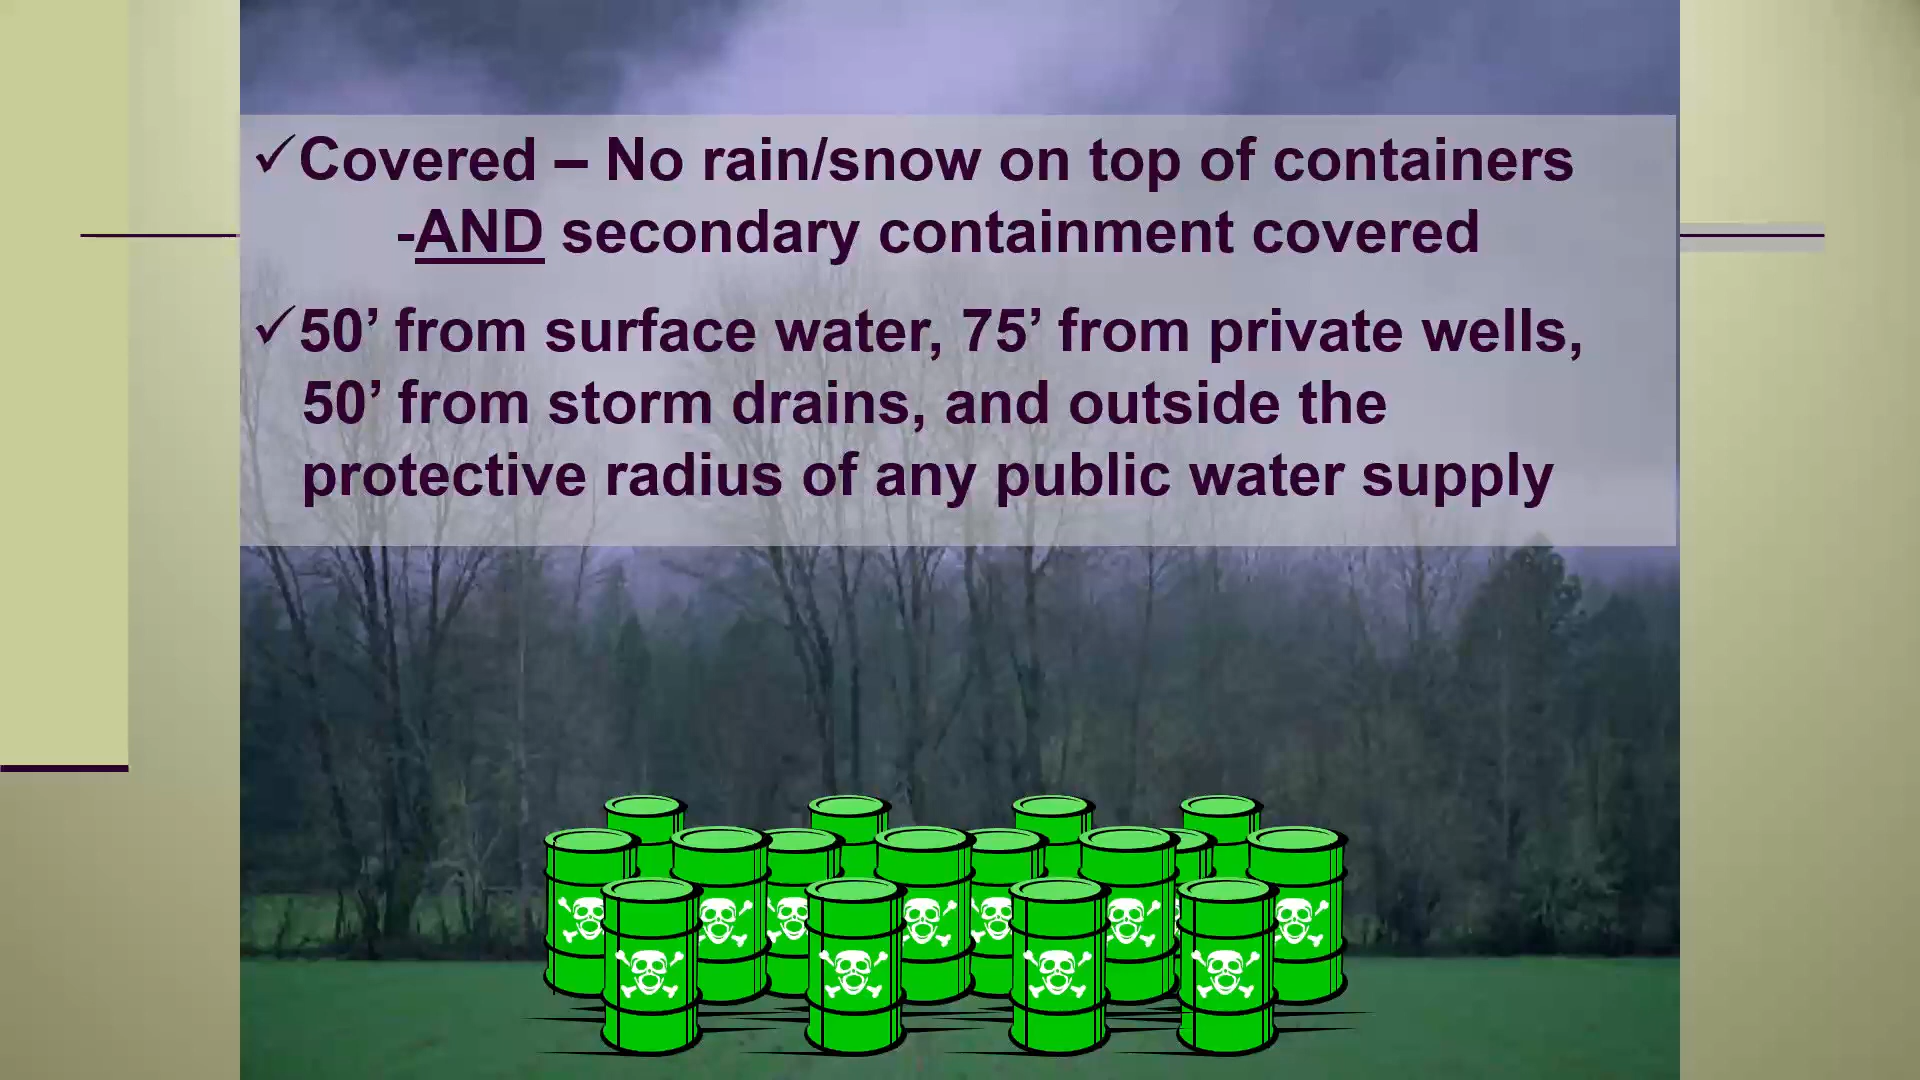 ✓Covered – No rain/snow on top of containers
-AND secondary containment covered
✓50’ from surface water, 75’ from private wells,
50’ from storm drains, and outside the
protective radius of any public water supply